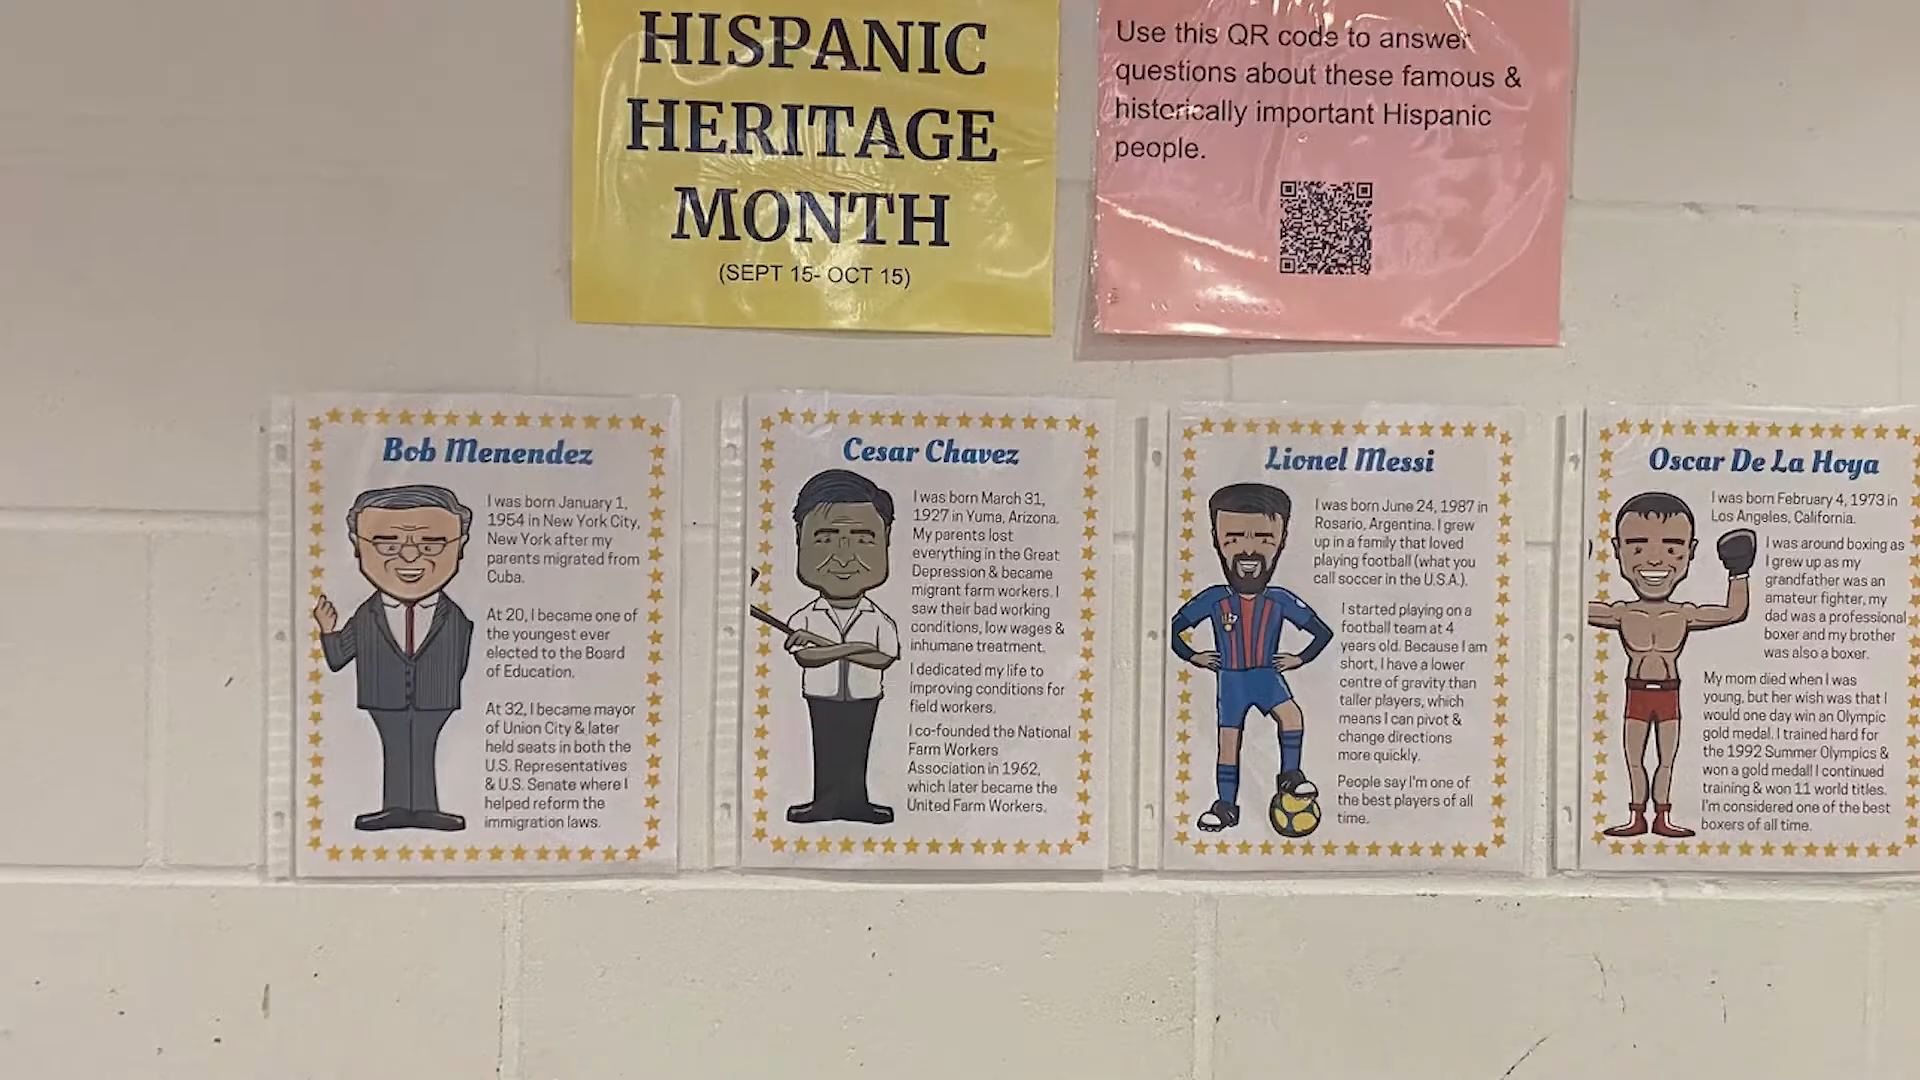 HISPANIC
HERITAGE
MONTH
(SEPT 15- OCT 15)
Use this QR code to answer
questions about these famous &
historically important Hispanic
people.
Bob Menendez
I was born January 1,
1954 in New York City,
New York after my
parents migrated from
Cuba.
At 20, I became one of
the youngest ever
elected to the Board
of Education.
At 32, I became mayor
of Union City & later
held seats in both the
U.S. Representatives
& U.S. Senate where I
helped reform the
immigration laws.
Cesar Chavez
I was born March 31,
1927 in Yuma, Arizona.
My parents lost
everything in the Great
Depression & became
migrant farm workers. I
saw their bad working
conditions, low wages &
inhumane treatment.
I dedicated my life to
improving conditions for
field workers.
I co-founded the National
Farm Workers
Association in 1962,
which later became the
United Farm Workers.
Lionel Messi
I was born June 24, 1987 in
Rosario, Argentina. I grew
up in a family that loved
playing football (what you
call soccer in the U.S.A.).
I started playing on a
football team at 4
years old. Because I am
short, I have a lower
centre of gravity than
taller players, which
means I can pivot &
change directions
more quickly.
People say I'm one of
the best players of all
time.
Oscar De La Hoya
I was born February 4, 1973 in
Los Angeles, California.
I was around boxing as
I grew up as my
grandfather was an
amateur fighter, my
dad was a professional
boxer and my brother
was also a boxer.
My mom died when I was
young, but her wish was that I
would one day win an Olympic
gold medal. I trained hard for
the 1992 Summer Olympics &
won a gold medal! I continued
training & won 11 world titles.
I'm considered one of the best
boxers of all time.